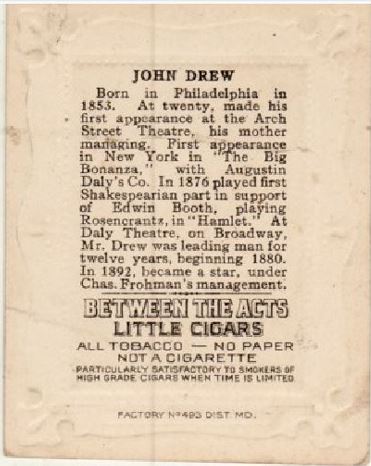 JOHN DREW
Born in Philadelphia in
1853. At twenty, made his
first appearance at the Arch
Street Theatre, his mother
managing. First appearance
in New York in "The Big
Bonanza," with Augustin
Daly's Co. In 1876 played first
Shakespearian part in support
of Edwin Booth, playing
Rosencrantz, in "Hamlet." At
Daly Theatre, on Broadway,
Mr. Drew was leading man for
twelve years, beginning 1880.
In 1892, became a star, under
Chas. Frohman's management.
BETWEEN THE ACTS
LITTLE CIGARS
ALL TOBACCO — NO PAPER
NOT A CIGARETTE
PARTICULARLY SATISFACTORY TO SMOKERS OF
HIGH GRADE CIGARS WHEN TIME IS LIMITED
FACTORY Nº 493 DIST. MD.